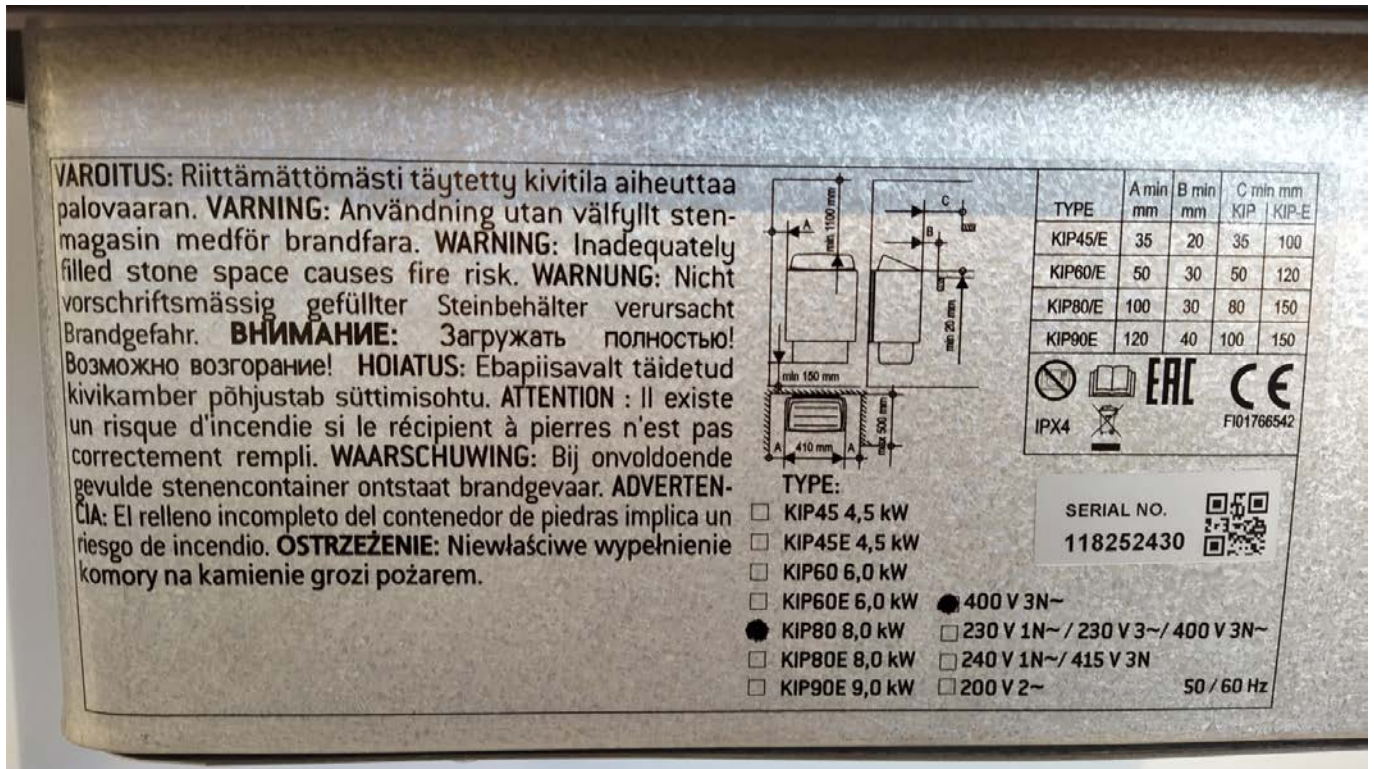 VAROITUS: Riittämättömästi täytetty kivitila aiheuttaa
palovaaran. VARNING: Användning utan välfyllt sten-
magasin medför brandfara. WARNING: Inadequately
filled stone space causes fire risk. WARNUNG: Nicht
vorschriftsmässig gefüllter Steinbehälter verursacht
Brandgefahr. ВНИМАНИЕ: Загружать полностью!
Возможно возгорание! HOIATUS: Ebapiisavalt täidetud
kivikamber põhjustab süttimisohtu. ATTENTION : Il existe
un risque d'incendie si le récipient à pierres n'est pas
correctement rempli. WAARSCHUWING: Bij onvoldoende
gevulde stenencontainer ontstaat brandgevaar. ADVERTEN-
CIA: El relleno incompleto del contenedor de piedras implica un
riesgo de incendio. OSTRZEŻENIE: Niewłaściwe wypełnienie
komory na kamienie grozi pożarem.
A
min 1100 mm
C
B
min 20 mm
min 150 mm
A 410 mm A
max 500 mm
TYPE:
KIP45 4,5 kW
KIP45E 4,5 kW
KIP60 6,0 kW
KIP60E 6,0 kW
KIP80 8,0 kW
KIP80E 8,0 kW
KIP90E 9,0 kW
400 V 3N~
230 V 1N~ / 230 V 3~/ 400 V 3N~
240 V 1N~/ 415 V 3N
200 V 2~ 50 / 60 Hz
TYPE A min mm B min mm C min mm KIP KIP-E
KIP45/E 35 20 35 100
KIP60/E 50 30 50 120
KIP80/E 100 30 80 150
KIP90E 120 40 100 150
EAC CE
IPX4 FI01766542
SERIAL NO.
118252430